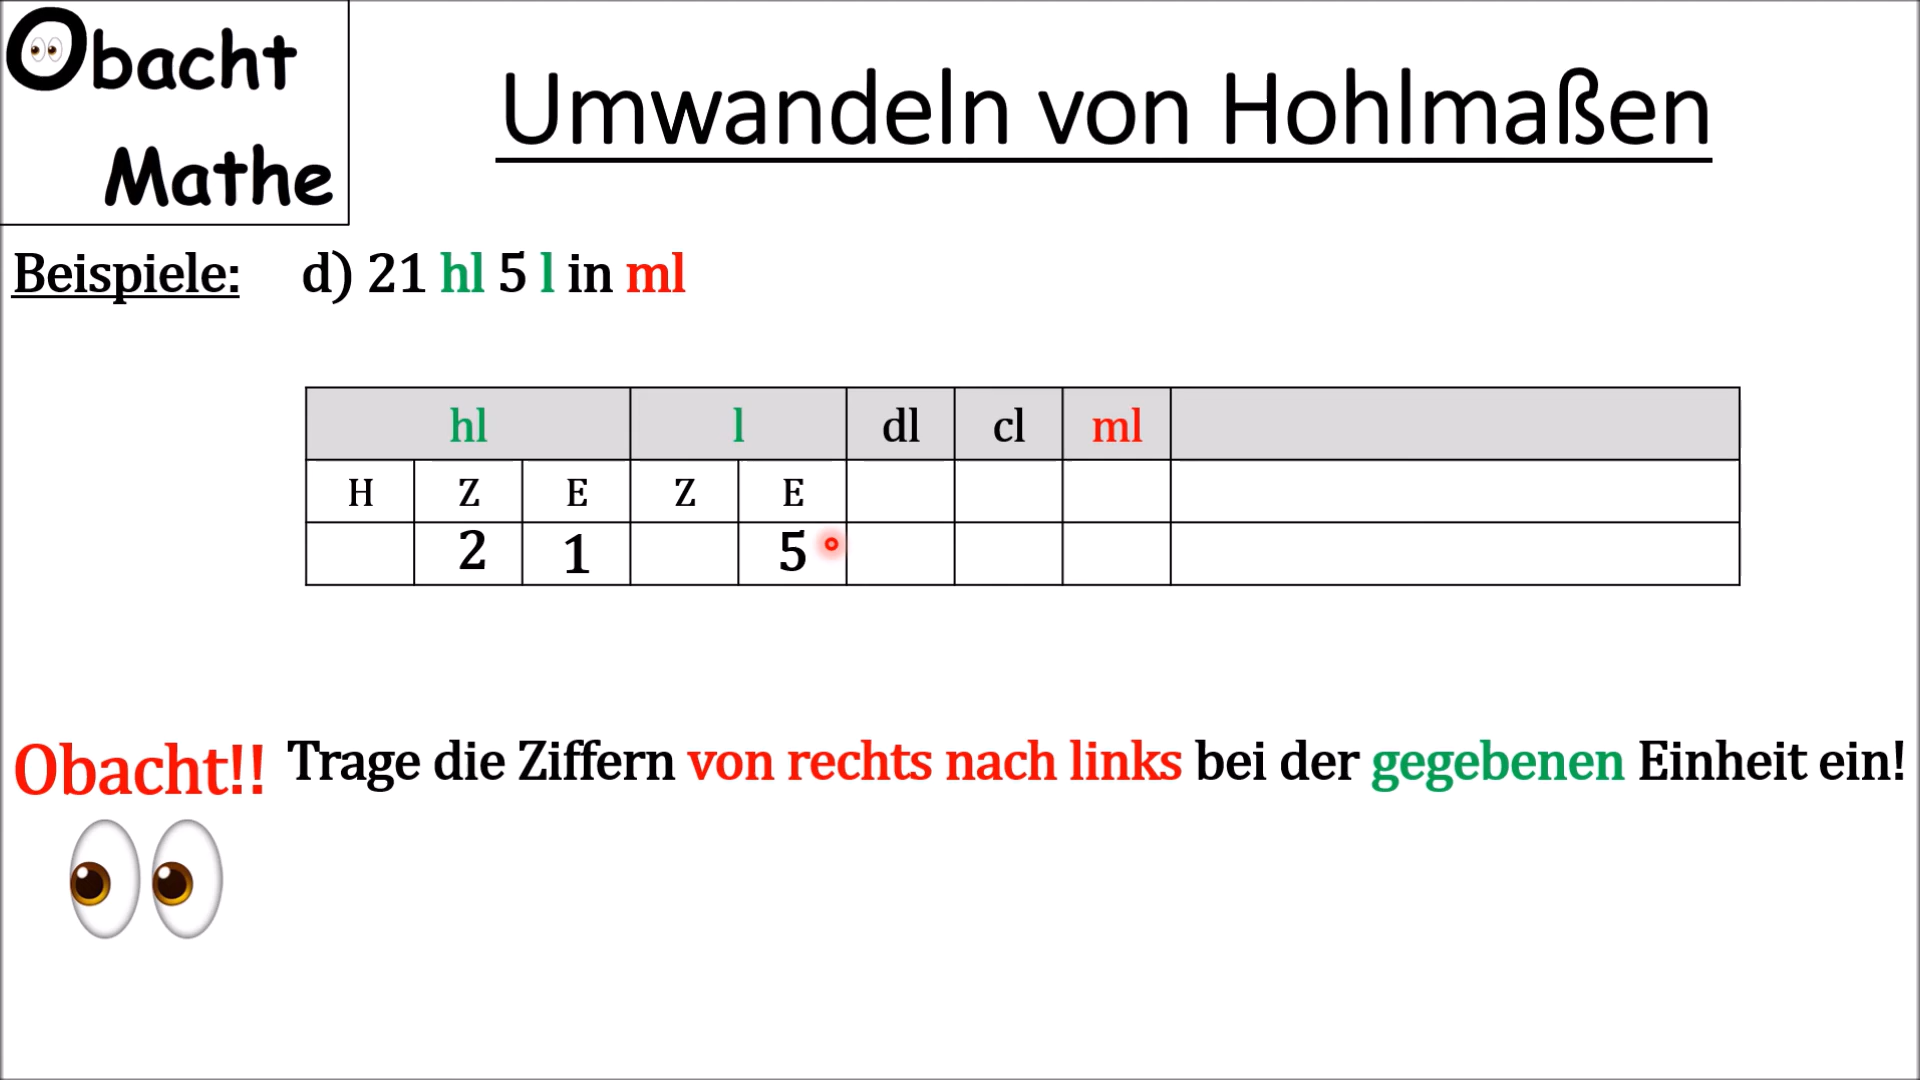 Obacht
Mathe
Umwandeln von Hohlmaßen
Beispiele: d) 21 hl 5 l in ml
hl l dl cl ml
H Z E Z E
2 1 5
Obacht!! Trage die Ziffern von rechts nach links bei der gegebenen Einheit ein!